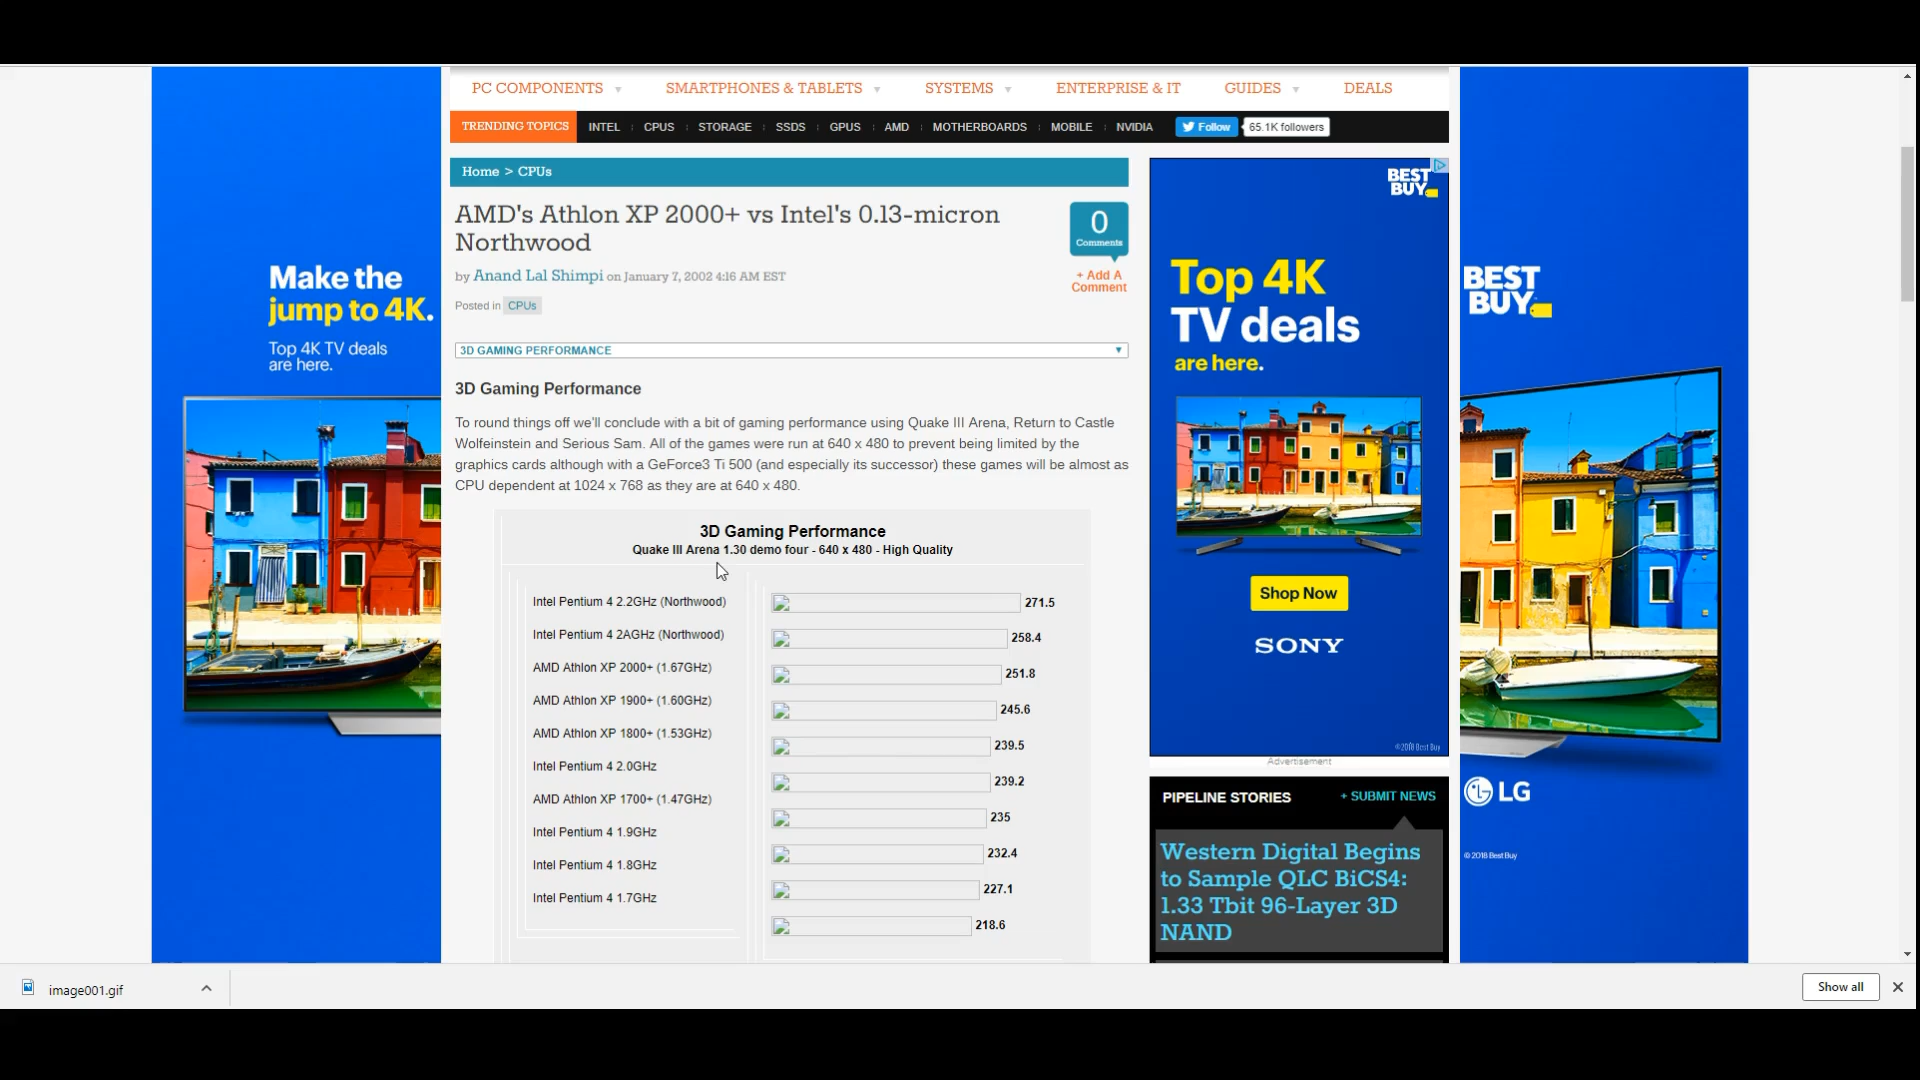 PC COMPONENTS
SMARTPHONES & TABLETS
SYSTEMS
ENTERPRISE & IT
GUIDES
DEALS
TRENDING TOPICS
INTEL
CPUS
STORAGE
SSDS
GPUS
AMD
MOTHERBOARDS
MOBILE
NVIDIA
Follow
65.1K followers
Home > CPUs
AMD's Athlon XP 2000+ vs Intel's 0.13-micron
Northwood
by Anand Lal Shimpi on January 7, 2002 4:16 AM EST
Posted in CPUs
0
Comments
+ Add A
Comment
3D GAMING PERFORMANCE
3D Gaming Performance
To round things off we'll conclude with a bit of gaming performance using Quake III Arena, Return to Castle
Wolfeinstein and Serious Sam. All of the games were run at 640 x 480 to prevent being limited by the
graphics cards although with a GeForce3 Ti 500 (and especially its successor) these games will be almost as
CPU dependent at 1024 x 768 as they are at 640 x 480.
3D Gaming Performance
Quake III Arena 1.30 demo four - 640 x 480 - High Quality
Intel Pentium 4 2.2GHz (Northwood)
271.5
Intel Pentium 4 2AGHz (Northwood)
258.4
AMD Athlon XP 2000+ (1.67GHz)
251.8
AMD Athlon XP 1900+ (1.60GHz)
245.6
AMD Athlon XP 1800+ (1.53GHz)
239.5
Intel Pentium 4 2.0GHz
239.2
AMD Athlon XP 1700+ (1.47GHz)
235
Intel Pentium 4 1.9GHz
232.4
Intel Pentium 4 1.8GHz
227.1
Intel Pentium 4 1.7GHz
218.6
Make the
jump to 4K.
Top 4K TV deals
are here.
BEST
BUY
Top 4K
TV deals
are here.
Shop Now
SONY
©2018 Best Buy
Advertisement
PIPELINE STORIES
+ SUBMIT NEWS
Western Digital Begins
to Sample QLC BiCS4:
1.33 Tbit 96-Layer 3D
NAND
BEST
BUY
LG
© 2018 Best Buy
image001.gif
Show all